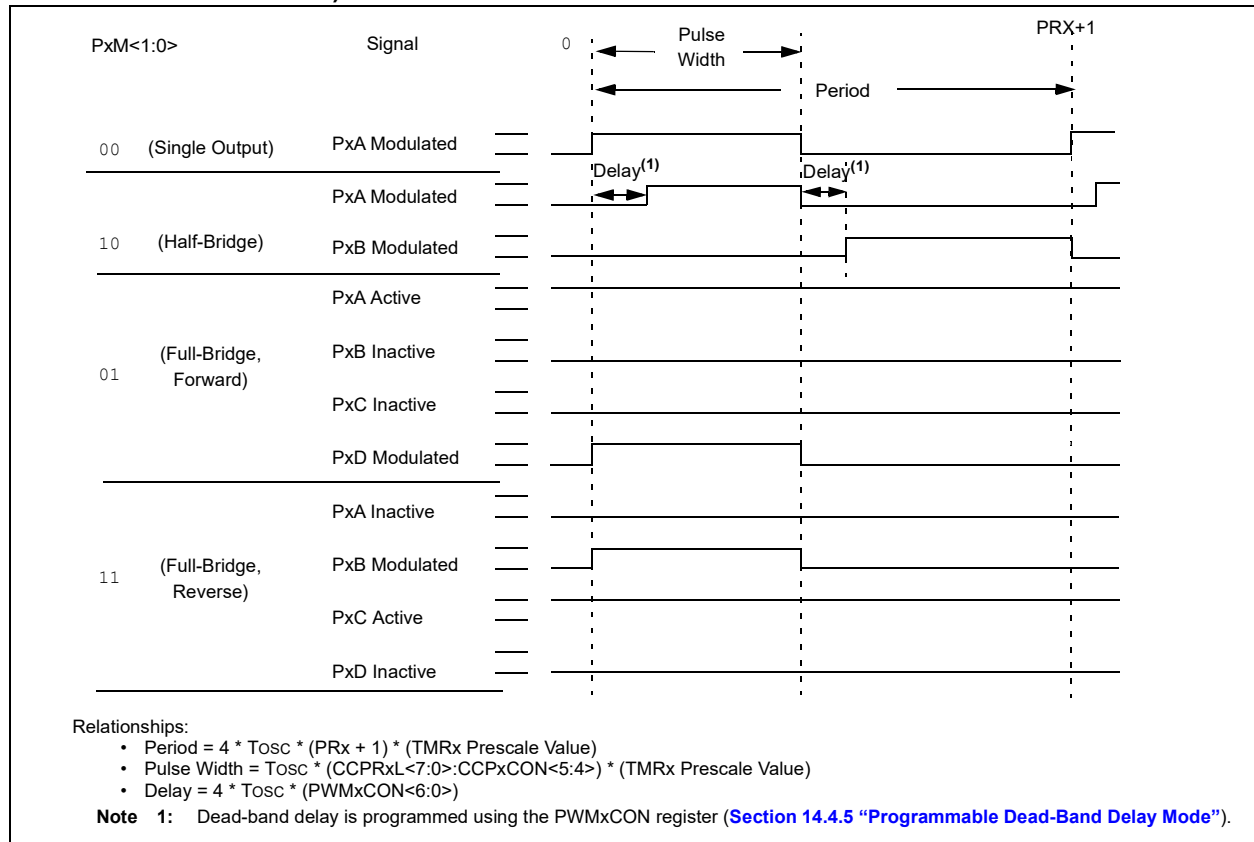 PxM<1:0>
Signal
0
Pulse
Width
PRX+1
Period
00 (Single Output)
PxA Modulated
Delay(1)
Delay(1)
PxA Modulated
10 (Half-Bridge)
PxB Modulated
PxA Active
(Full-Bridge,
Forward)
01
PxB Inactive
PxC Inactive
PxD Modulated
PxA Inactive
(Full-Bridge,
Reverse)
11
PxB Modulated
PxC Active
PxD Inactive
Relationships:
• Period = 4 * TOSC * (PRx + 1) * (TMRx Prescale Value)
• Pulse Width = TOSC * (CCPRxL<7:0>:CCPxCON<5:4>) * (TMRx Prescale Value)
• Delay = 4 * TOSC * (PWMxCON<6:0>)
Note 1: Dead-band delay is programmed using the PWMxCON register (Section 14.4.5 “Programmable Dead-Band Delay Mode”).